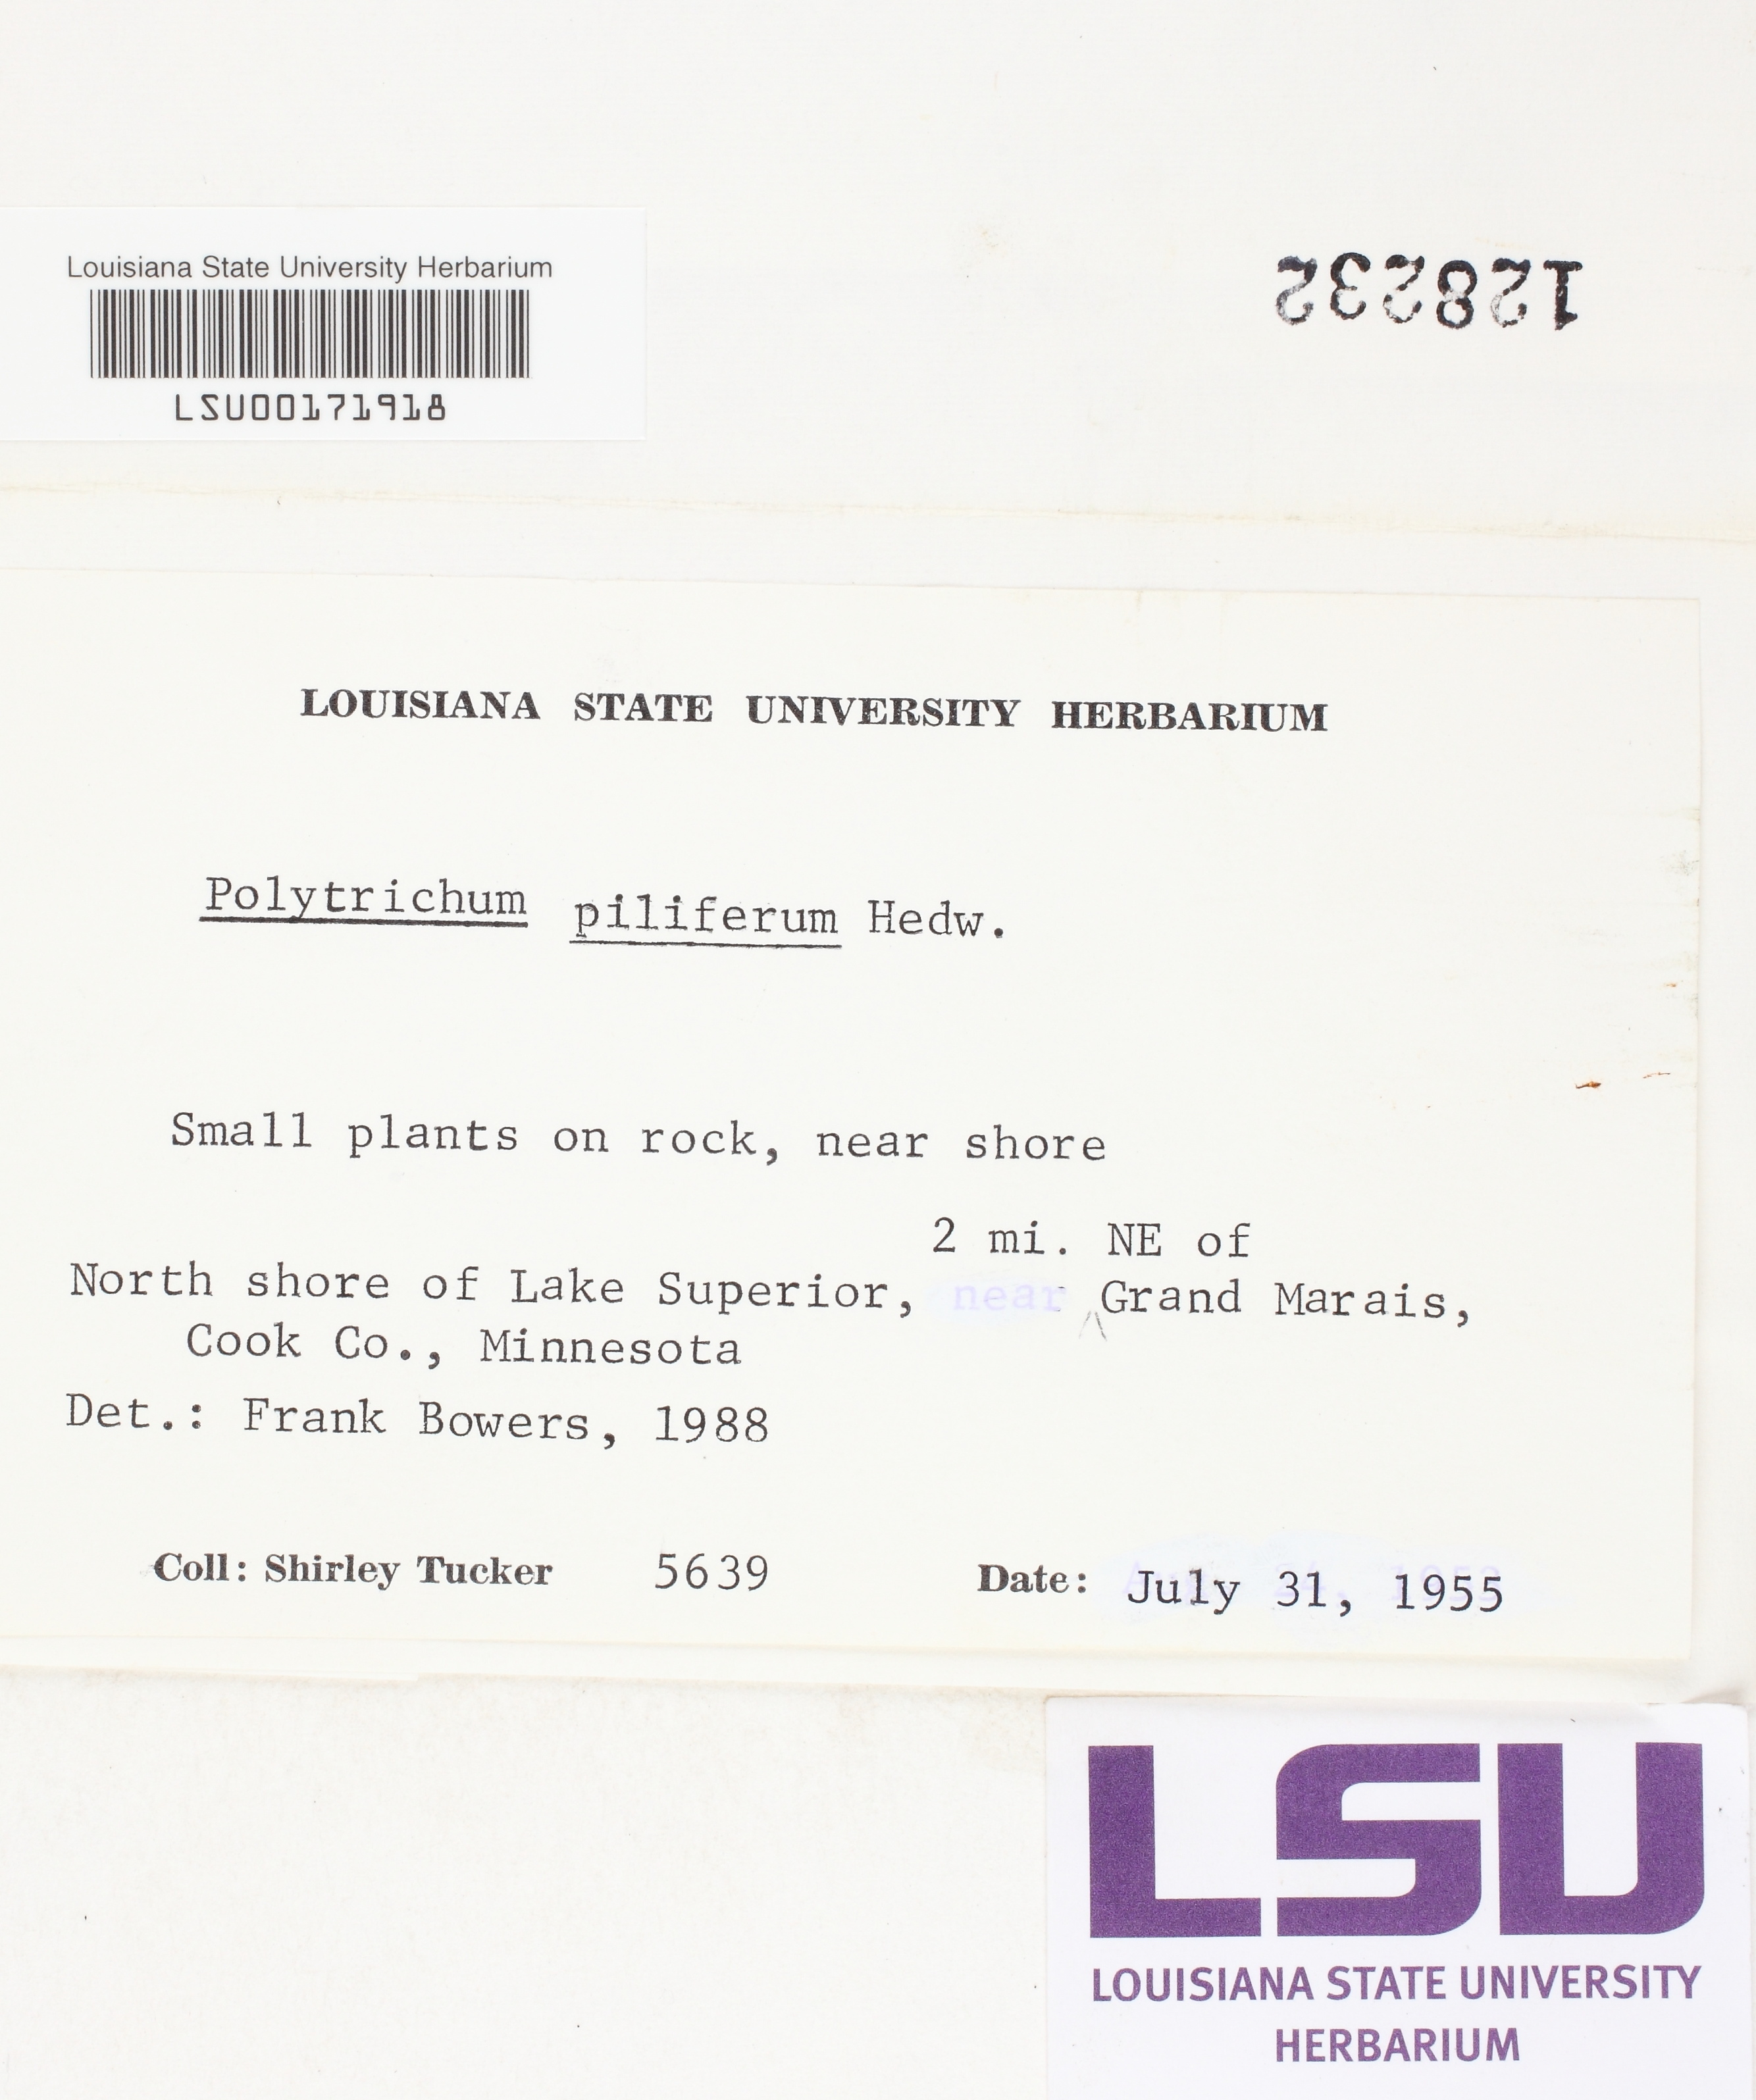 Louisiana State University Herbarium
LSU00171918
128232
LOUISIANA STATE UNIVERSITY HERBARIUM
Polytrichum piliferum Hedw.
Small plants on rock, near shore
2 mi. NE of
North shore of Lake Superior, near Grand Marais,
Cook Co., Minnesota
Det.: Frank Bowers, 1988
Coll: Shirley Tucker 5639 Date: July 31, 1955
LSU
LOUISIANA STATE UNIVERSITY
HERBARIUM